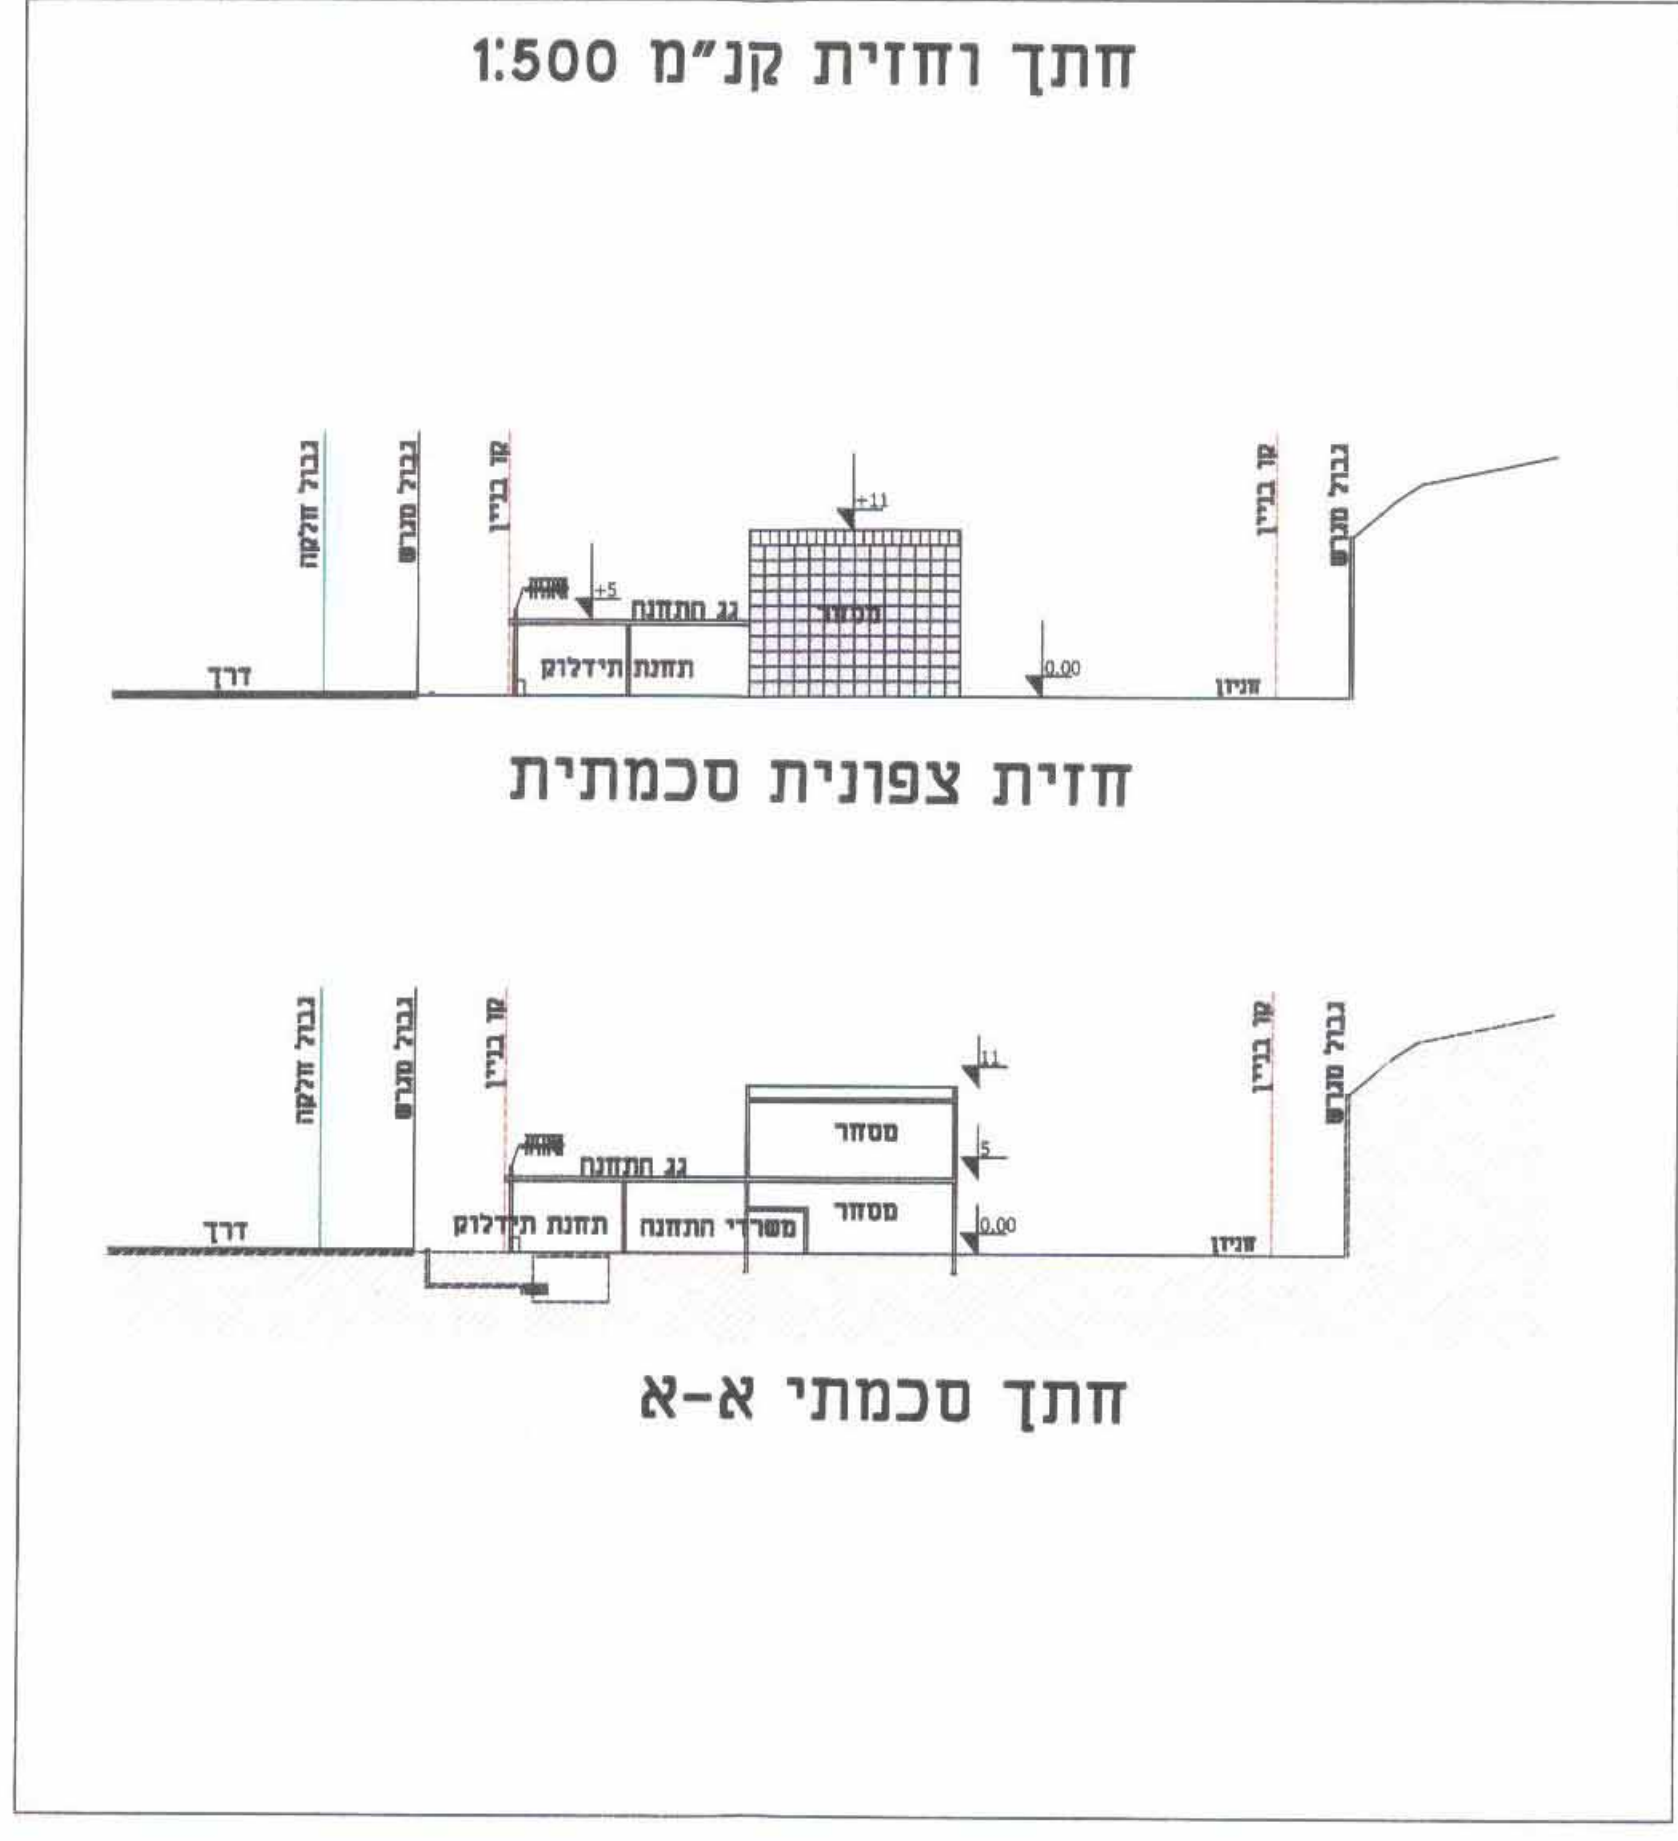 חתך וחזית קנ"מ 1:500
גבול חלקה
גבול מגרש
קו בניין
קו בניין
גבול מגרש
+11
+5
גג התחנה
מסחר
תחנת תידלוק
0.00
דרך
חניון
חזית צפונית סכמתית
גבול חלקה
גבול מגרש
קו בניין
קו בניין
גבול מגרש
11
מסחר
5
גג התחנה
מסחר
תחנת תידלוק
משרדי התחנה
0.00
דרך
חניון
חתך סכמתי א-א